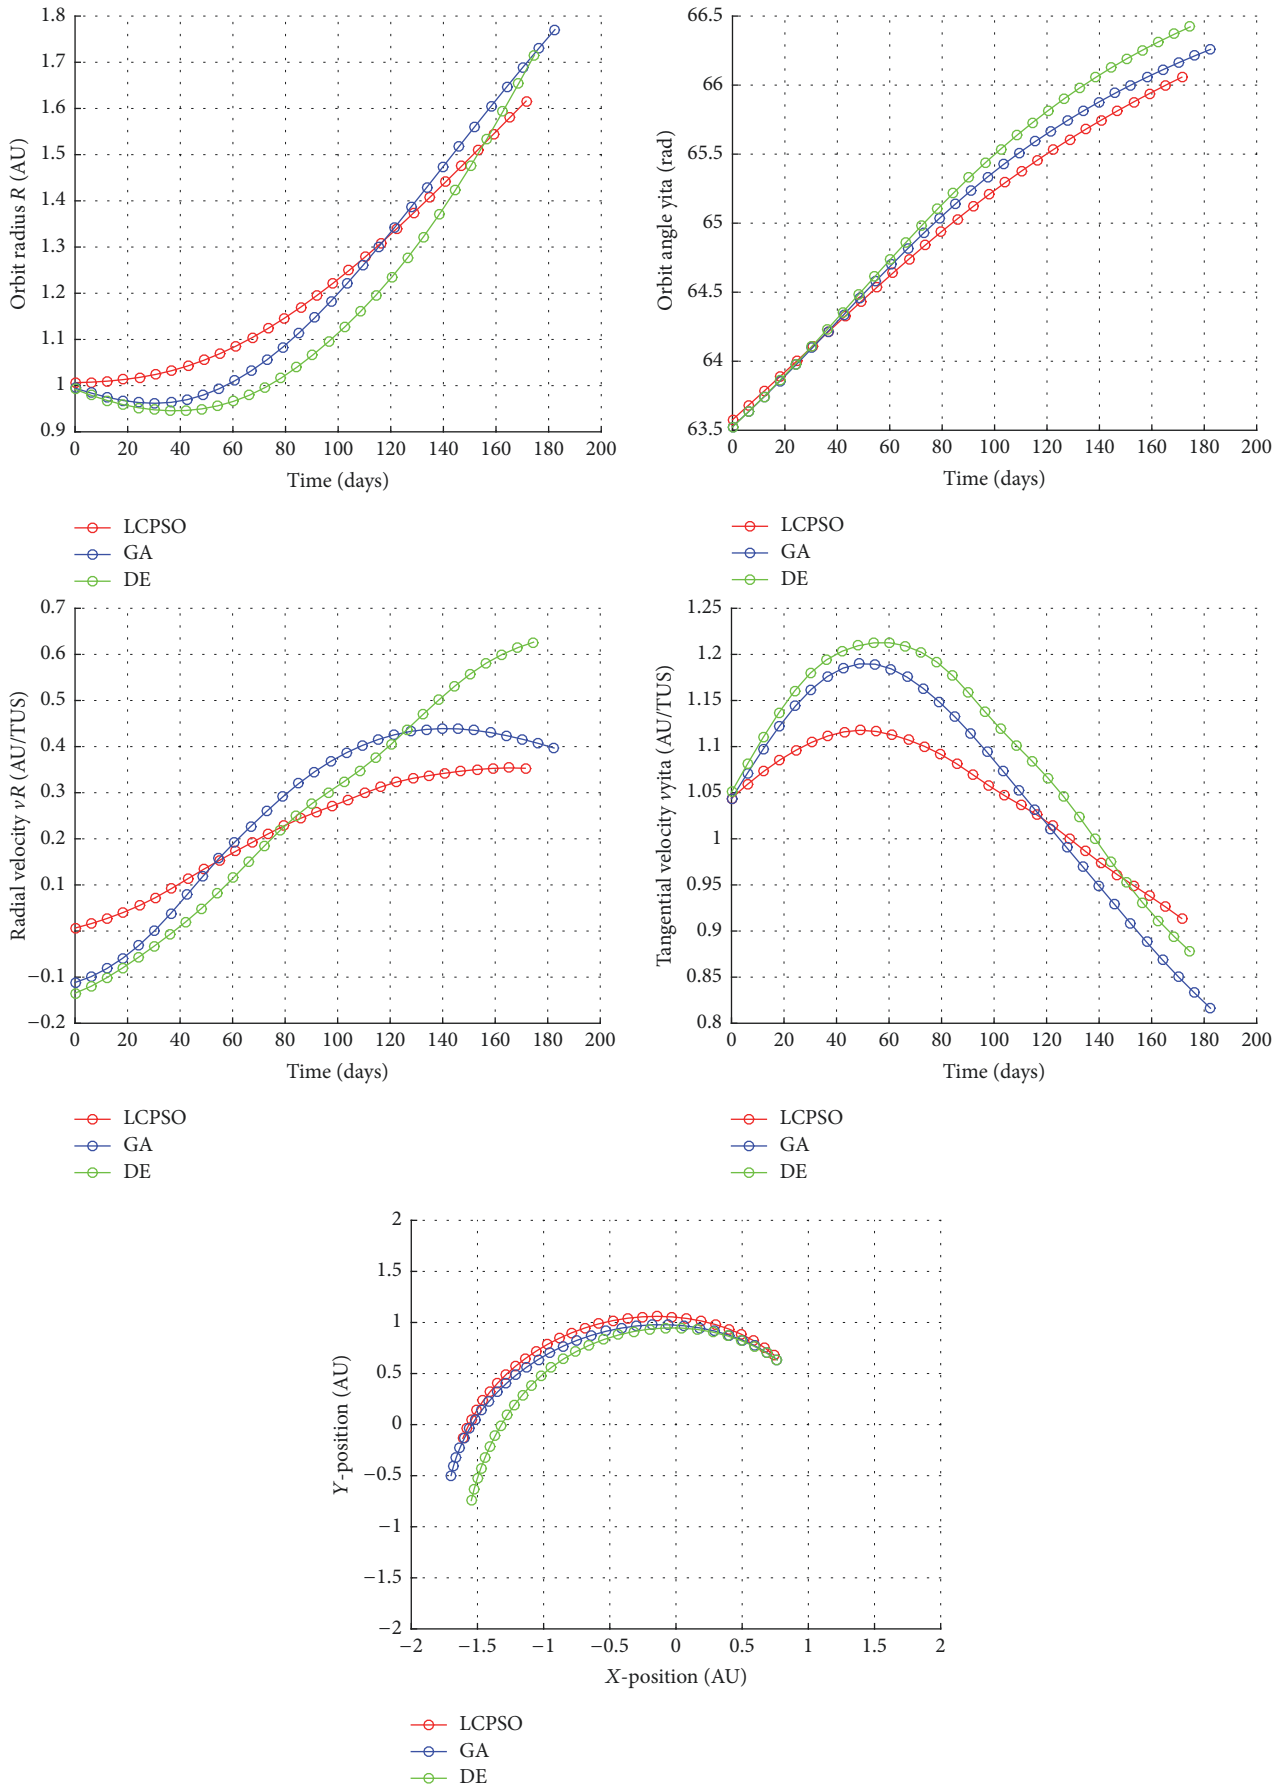 1.8
1.7
1.6
1.5
1.4
1.3
1.2
1.1
1
0.9
Orbit radius R (AU)
0 20 40 60 80 100 120 140 160 180 200
Time (days)
LCPSO
GA
DE
66.5
66
65.5
65
64.5
64
63.5
Orbit angle yita (rad)
0 20 40 60 80 100 120 140 160 180 200
Time (days)
LCPSO
GA
DE
0.7
0.6
0.5
0.4
0.3
0.2
0.1
−0.1
−0.2
Radial velocity vR (AU/TUS)
0 20 40 60 80 100 120 140 160 180 200
Time (days)
LCPSO
GA
DE
1.25
1.2
1.15
1.1
1.05
1
0.95
0.9
0.85
0.8
Tangential velocity vyita (AU/TUS)
0 20 40 60 80 100 120 140 160 180 200
Time (days)
LCPSO
GA
DE
2
1.5
1
0.5
0
−0.5
−1
−1.5
−2
Y-position (AU)
−2 −1.5 −1 −0.5 0 0.5 1 1.5 2
X-position (AU)
LCPSO
GA
DE